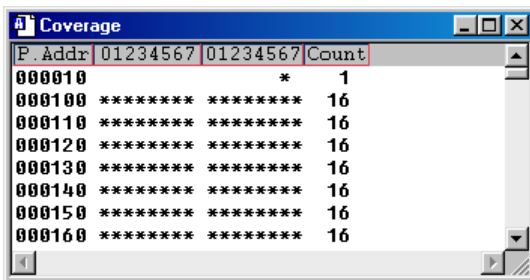 Coverage
P.Addr 01234567 01234567 Count
000010 * 1
000100 ******** ******** 16
000110 ******** ******** 16
000120 ******** ******** 16
000130 ******** ******** 16
000140 ******** ******** 16
000150 ******** ******** 16
000160 ******** ******** 16